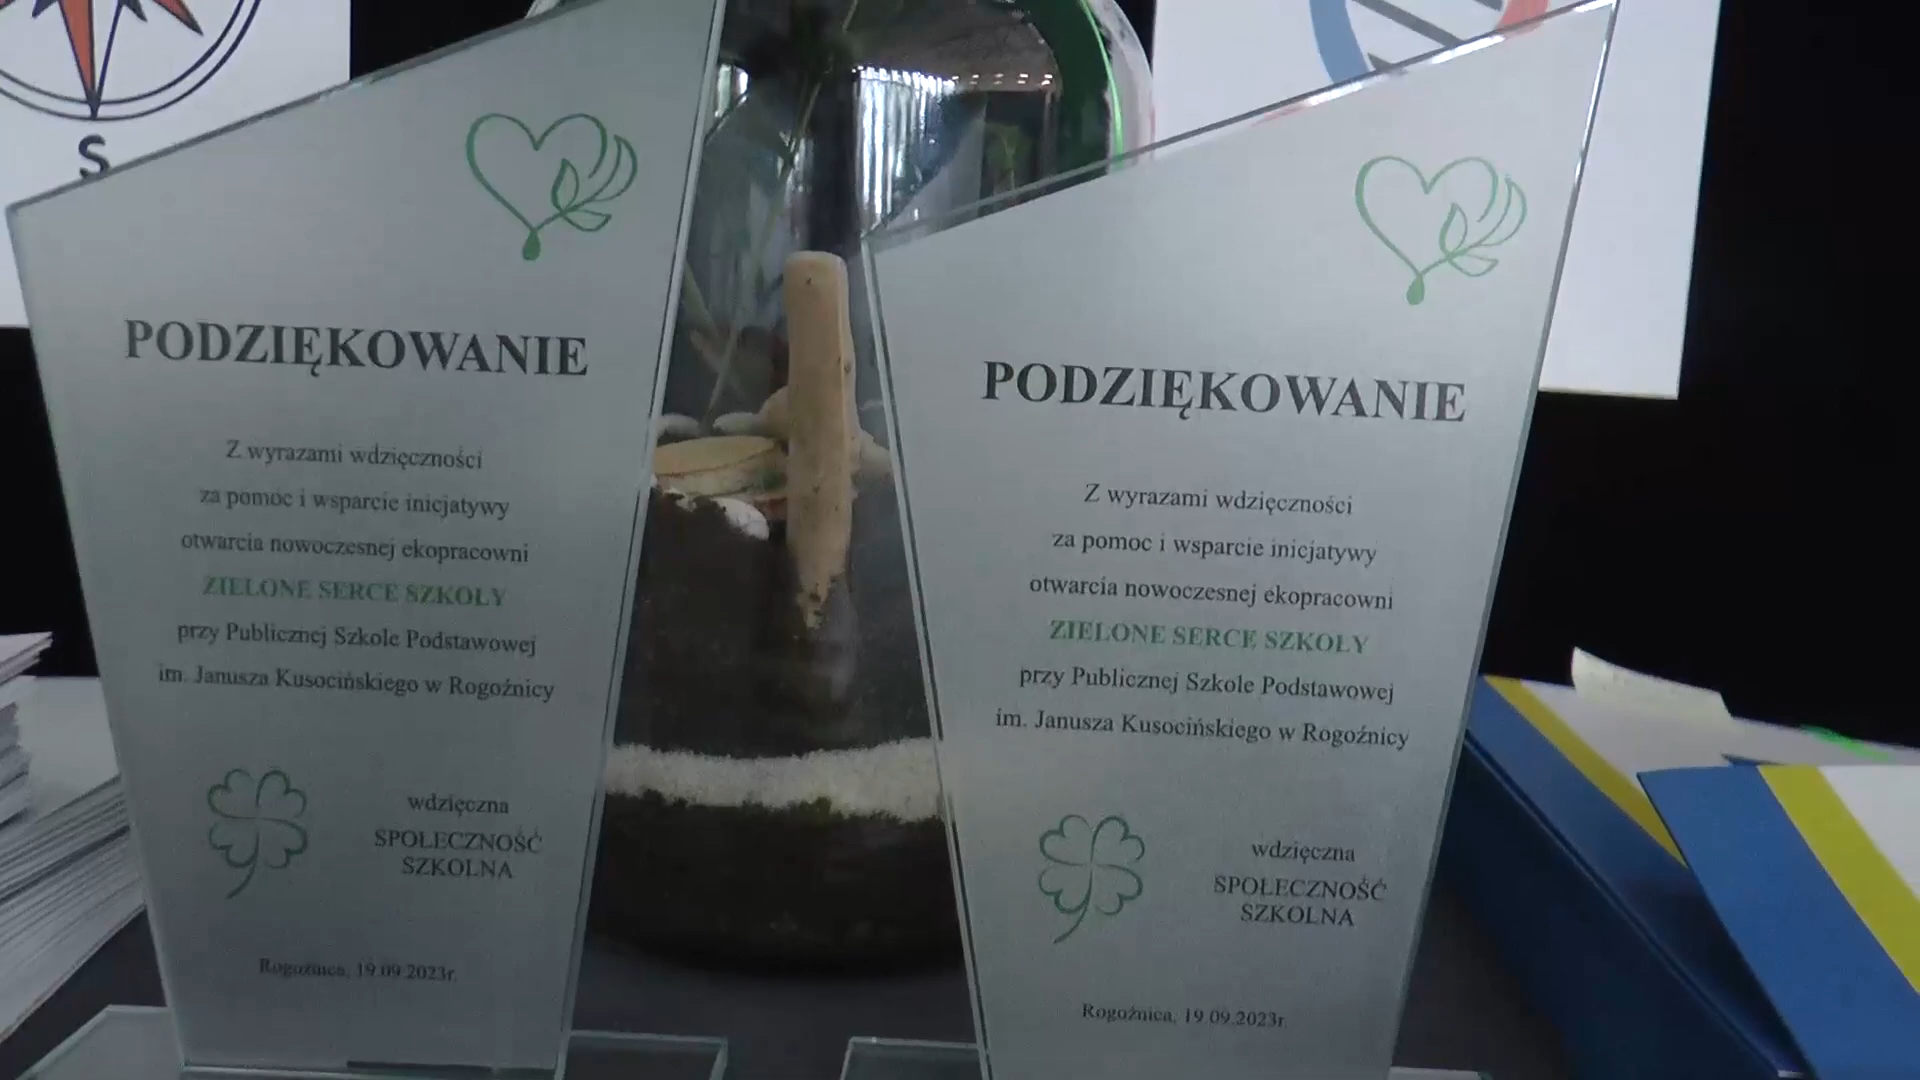 S
PODZIĘKOWANIE
Z wyrazami wdzięczności
za pomoc i wsparcie inicjatywy
otwarcia nowoczesnej ekopracowni
ZIELONE SERCE SZKOŁY
przy Publicznej Szkole Podstawowej
im. Janusza Kusocińskiego w Rogoźnicy
wdzięczna
SPOŁECZNOŚĆ
SZKOLNA
Rogoźnica, 19.09.2023r.
PODZIĘKOWANIE
Z wyrazami wdzięczności
za pomoc i wsparcie inicjatywy
otwarcia nowoczesnej ekopracowni
ZIELONE SERCE SZKOŁY
przy Publicznej Szkole Podstawowej
im. Janusza Kusocińskiego w Rogoźnicy
wdzięczna
SPOŁECZNOŚĆ
SZKOLNA
Rogoźnica, 19.09.2023r.